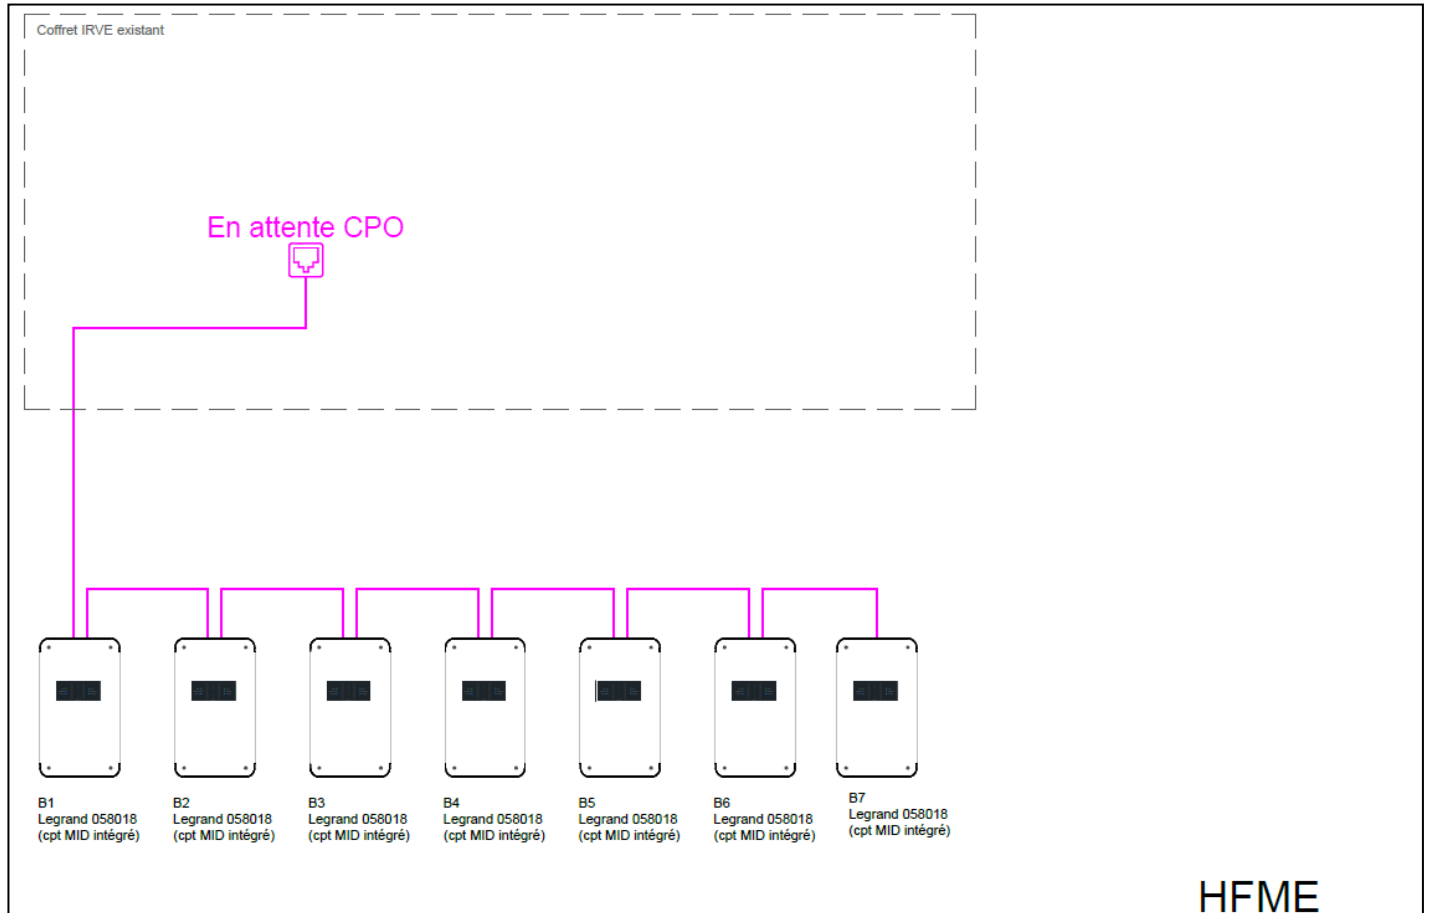 Coffret IRVE existant
En attente CPO
B1
Legrand 058018
(cpt MID intégré)
B2
Legrand 058018
(cpt MID intégré)
B3
Legrand 058018
(cpt MID intégré)
B4
Legrand 058018
(cpt MID intégré)
B5
Legrand 058018
(cpt MID intégré)
B6
Legrand 058018
(cpt MID intégré)
B7
Legrand 058018
(cpt MID intégré)
HFME